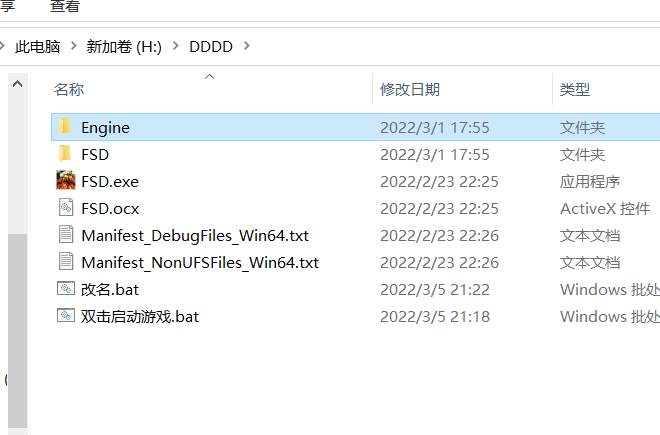 享 查看
此电脑 新加卷 (H:) DDDD
名称 修改日期 类型
Engine 2022/3/1 17:55 文件夹
FSD 2022/3/1 17:55 文件夹
FSD.exe 2022/2/23 22:25 应用程序
FSD.ocx 2022/2/23 22:25 ActiveX 控件
Manifest_DebugFiles_Win64.txt 2022/2/23 22:26 文本文档
Manifest_NonUFSFiles_Win64.txt 2022/2/23 22:26 文本文档
改名.bat 2022/3/5 21:22 Windows 批处
双击启动游戏.bat 2022/3/5 21:18 Windows 批处
(